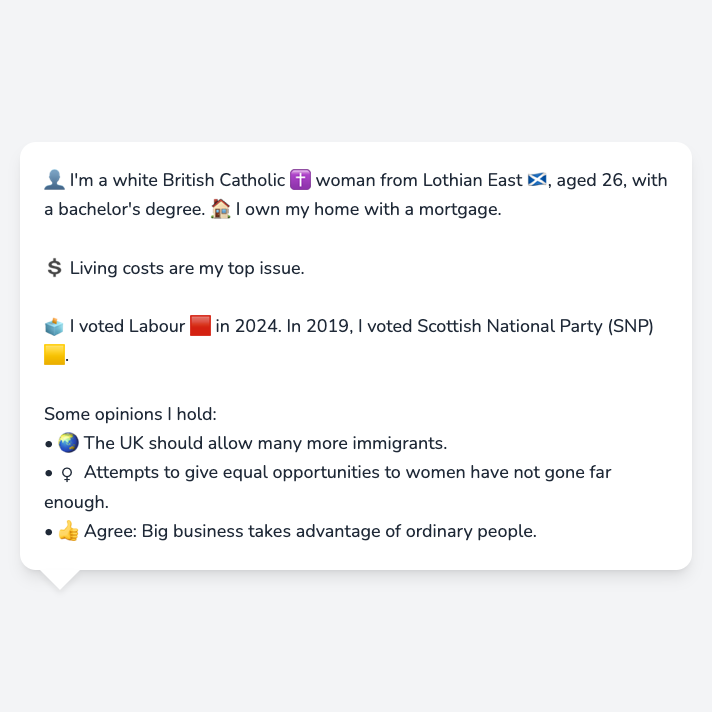 👤 I'm a white British Catholic ✝️ woman from Lothian East 🏴󠁧󠁢󠁳󠁣󠁴󠁿, aged 26, with
a bachelor's degree. 🏠 I own my home with a mortgage.
💲 Living costs are my top issue.
🗳️ I voted Labour 🟥 in 2024. In 2019, I voted Scottish National Party (SNP)
🟨.
Some opinions I hold:
• 🌏 The UK should allow many more immigrants.
• ♀ Attempts to give equal opportunities to women have not gone far
enough.
• 👍 Agree: Big business takes advantage of ordinary people.